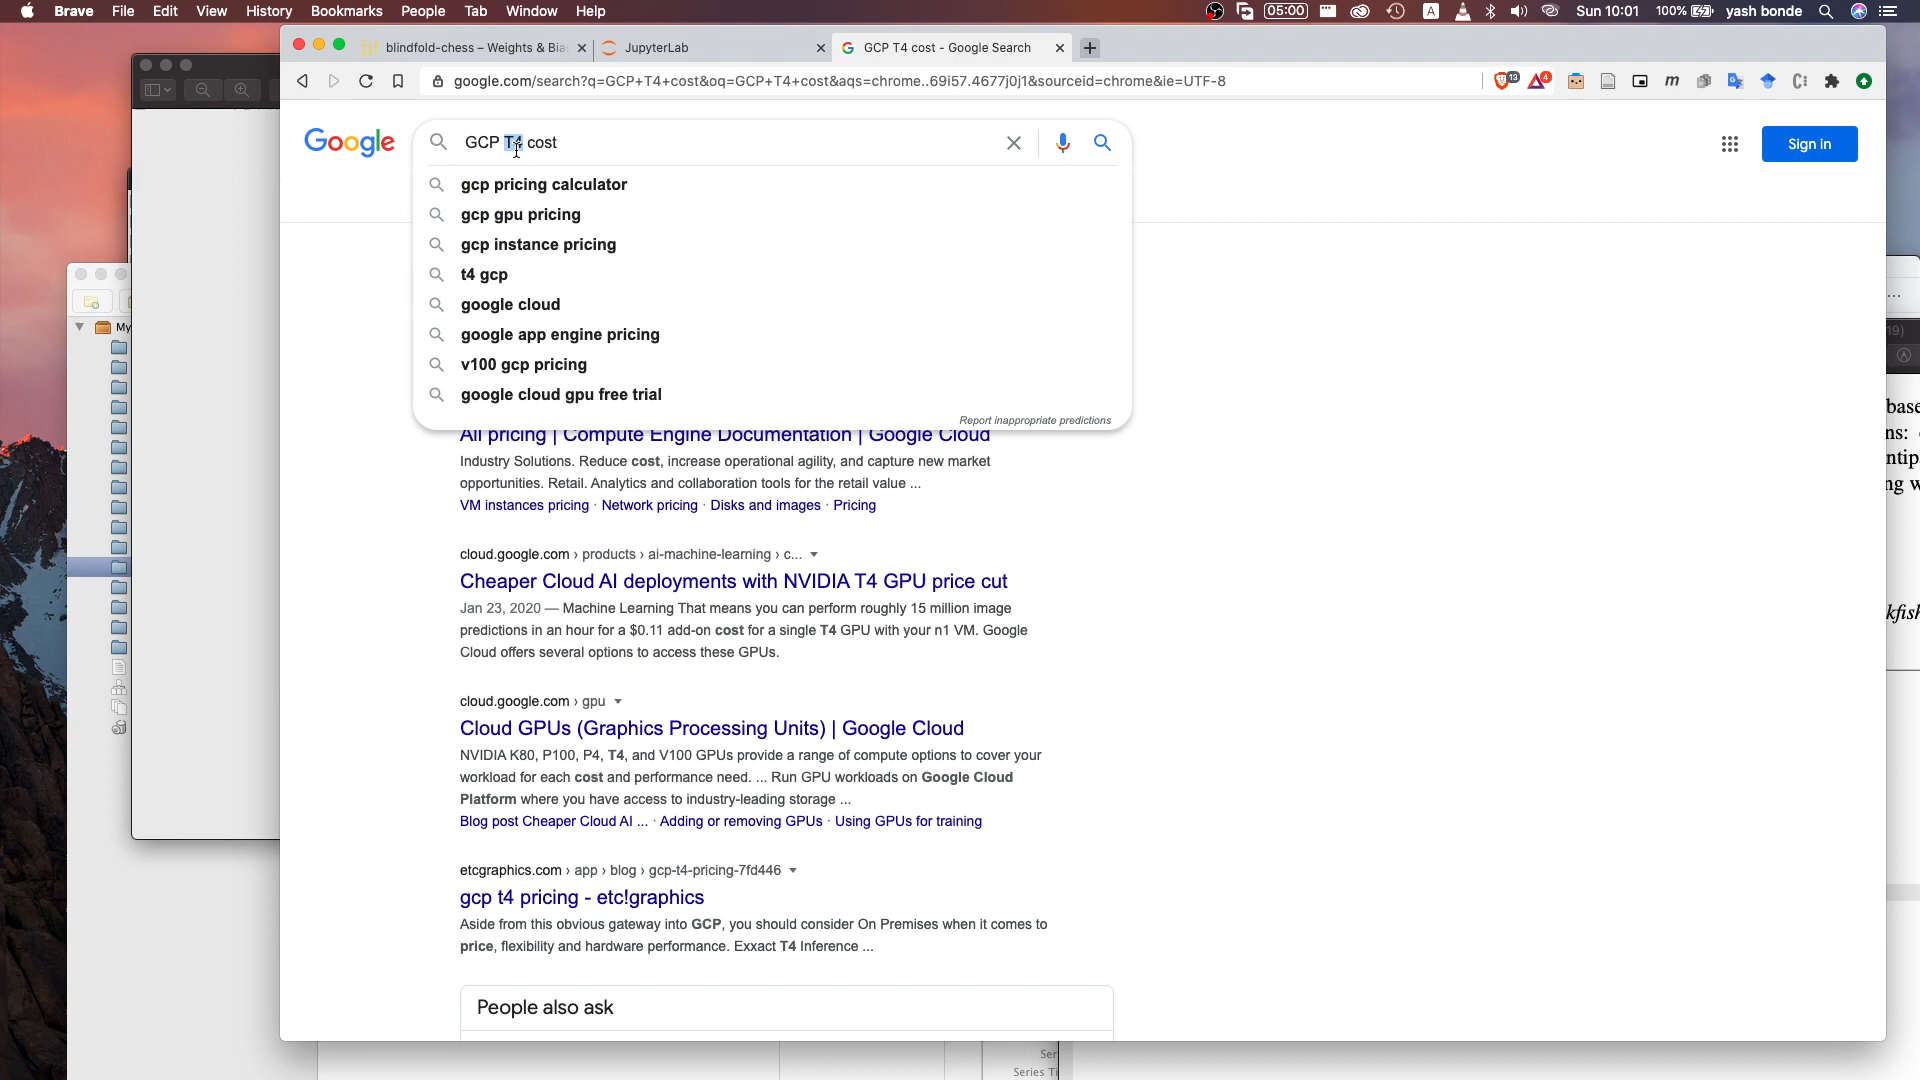 Brave File Edit View History Bookmarks People Tab Window Help 05:00 A Sun 10:01 100% yash bonde
blindfold-chess – Weights & Bia
JupyterLab
GCP T4 cost - Google Search
google.com/search?q=GCP+T4+cost&oq=GCP+T4+cost&aqs=chrome..69i57.4677j0j1&sourceid=chrome&ie=UTF-8
13
4
Google
GCP T4 cost
Sign in
gcp pricing calculator
gcp gpu pricing
gcp instance pricing
t4 gcp
google cloud
google app engine pricing
v100 gcp pricing
google cloud gpu free trial
Report inappropriate predictions
All pricing | Compute Engine Documentation | Google Cloud
Industry Solutions. Reduce cost, increase operational agility, and capture new market
opportunities. Retail. Analytics and collaboration tools for the retail value ...
VM instances pricing · Network pricing · Disks and images · Pricing
cloud.google.com › products › ai-machine-learning › c...
Cheaper Cloud AI deployments with NVIDIA T4 GPU price cut
Jan 23, 2020 — Machine Learning That means you can perform roughly 15 million image
predictions in an hour for a $0.11 add-on cost for a single T4 GPU with your n1 VM. Google
Cloud offers several options to access these GPUs.
cloud.google.com › gpu
Cloud GPUs (Graphics Processing Units) | Google Cloud
NVIDIA K80, P100, P4, T4, and V100 GPUs provide a range of compute options to cover your
workload for each cost and performance need. ... Run GPU workloads on Google Cloud
Platform where you have access to industry-leading storage ...
Blog post Cheaper Cloud AI ... · Adding or removing GPUs · Using GPUs for training
etcgraphics.com › app › blog › gcp-t4-pricing-7fd446
gcp t4 pricing - etc!graphics
Aside from this obvious gateway into GCP, you should consider On Premises when it comes to
price, flexibility and hardware performance. Exxact T4 Inference ...
People also ask
My
19)
base
ns:
ntip
ng w
kfish
Ser
Series Ti